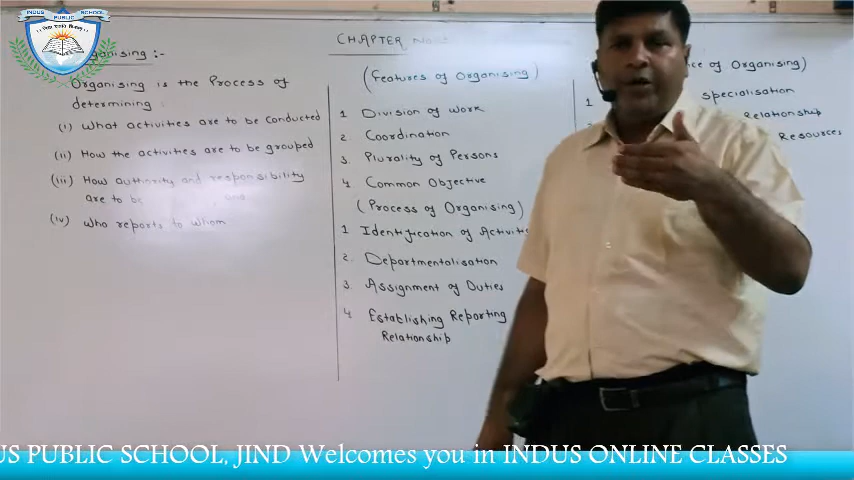 INDUS PUBLIC SCHOOL
Organising :-
Organising is the Process of
determining :
(i) What activities are to be conducted
(ii) How the activities are to be grouped
(iii) How authority and responsibility
are to be
(iv) Who reports to whom
CHAPTER
(Features of Organising)
1 Division of Work
2. Coordination
3. Plurality of Persons
4 Common Objective
(Process of Organising)
1 Identification of Activities
2. Departmentalisation
3. Assignment of Duties
4 Establishing Reporting
Relationship
of Organising)
1 specialisation
2 Relationship
Resources
US PUBLIC SCHOOL, JIND Welcomes you in INDUS ONLINE CLASSES